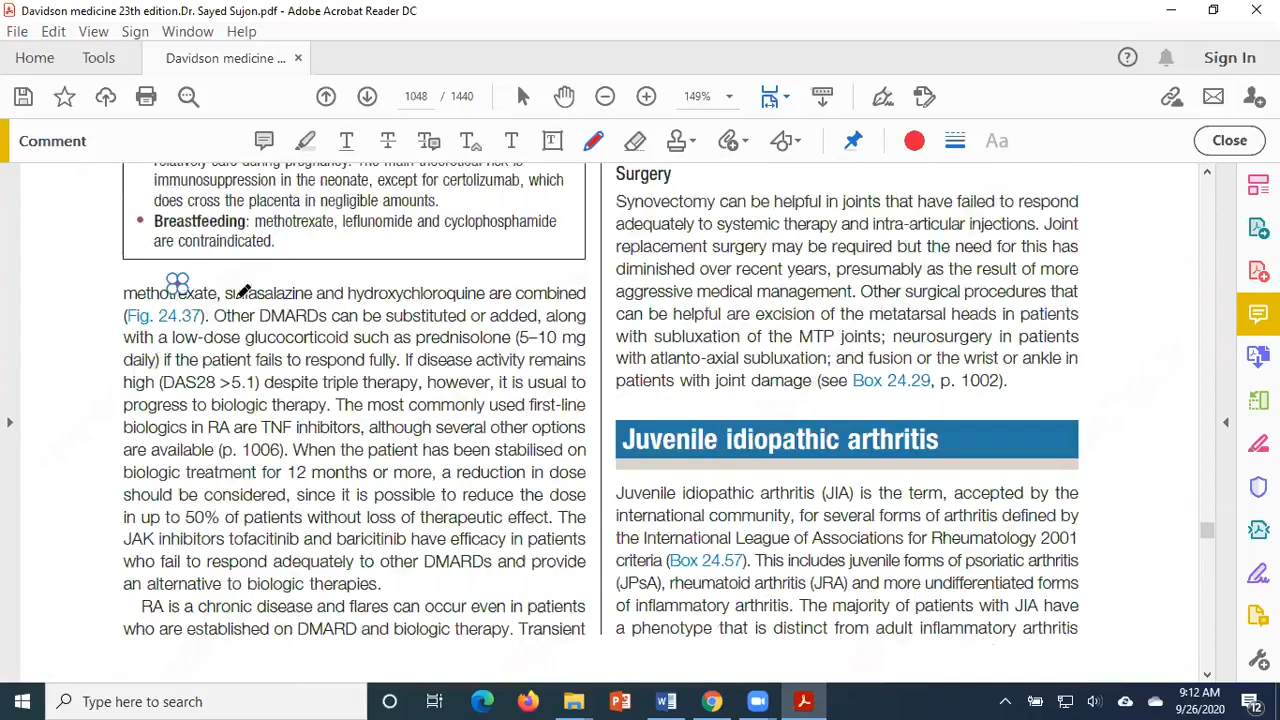 Davidson medicine 23th edition.Dr. Sayed Sujon.pdf - Adobe Acrobat Reader DC
File Edit View Sign Window Help
Home Tools Davidson medicine ... × Sign In
1048 / 1440 149%
Comment Aa Close
immunosuppression in the neonate, except for certolizumab, which
does cross the placenta in negligible amounts.
• Breastfeeding: methotrexate, leflunomide and cyclophosphamide
are contraindicated.
methotrexate, sulfasalazine and hydroxychloroquine are combined
(Fig. 24.37). Other DMARDs can be substituted or added, along
with a low-dose glucocorticoid such as prednisolone (5–10 mg
daily) if the patient fails to respond fully. If disease activity remains
high (DAS28 >5.1) despite triple therapy, however, it is usual to
progress to biologic therapy. The most commonly used first-line
biologics in RA are TNF inhibitors, although several other options
are available (p. 1006). When the patient has been stabilised on
biologic treatment for 12 months or more, a reduction in dose
should be considered, since it is possible to reduce the dose
in up to 50% of patients without loss of therapeutic effect. The
JAK inhibitors tofacitinib and baricitinib have efficacy in patients
who fail to respond adequately to other DMARDs and provide
an alternative to biologic therapies.
RA is a chronic disease and flares can occur even in patients
who are established on DMARD and biologic therapy. Transient
Surgery
Synovectomy can be helpful in joints that have failed to respond
adequately to systemic therapy and intra-articular injections. Joint
replacement surgery may be required but the need for this has
diminished over recent years, presumably as the result of more
aggressive medical management. Other surgical procedures that
can be helpful are excision of the metatarsal heads in patients
with subluxation of the MTP joints; neurosurgery in patients
with atlanto-axial subluxation; and fusion or the wrist or ankle in
patients with joint damage (see Box 24.29, p. 1002).
Juvenile idiopathic arthritis
Juvenile idiopathic arthritis (JIA) is the term, accepted by the
international community, for several forms of arthritis defined by
the International League of Associations for Rheumatology 2001
criteria (Box 24.57). This includes juvenile forms of psoriatic arthritis
(JPsA), rheumatoid arthritis (JRA) and more undifferentiated forms
of inflammatory arthritis. The majority of patients with JIA have
a phenotype that is distinct from adult inflammatory arthritis
Type here to search
9:12 AM
9/26/2020
12